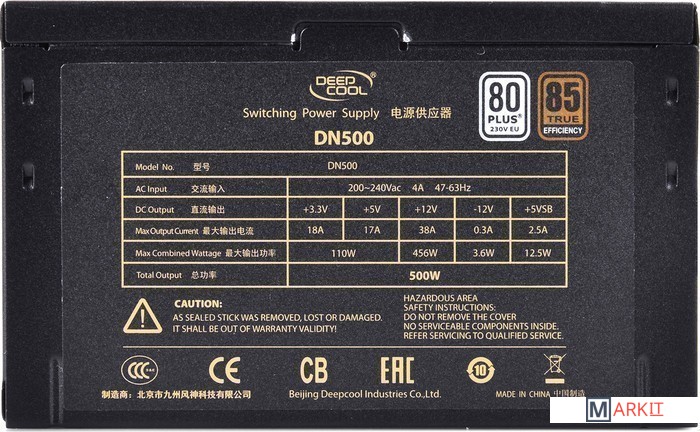 DEEP
COOL®
Switching Power Supply 电源供应器
DN500
80
PLUS®
230V EU
85
TRUE
EFFICIENCY
Model No. 型号 DN500
AC Input 交流输入 200~240Vac 4A 47-63Hz
DC Output 直流输出 +3.3V +5V +12V -12V +5VSB
Max Output Current 最大输出电流 18A 17A 38A 0.3A 2.5A
Max Combined Wattage 最大输出功率 110W 456W 3.6W 12.5W
Total Output 总功率 500W
CAUTION:
AS SEALED STICK WAS REMOVED, LOST OR DAMAGED.
IT SHALL BE OUT OF WARRANTY VALIDITY!
HAZARDOUS AREA
SAFETY INSTRUCTIONS:
DO NOT REMOVE THE COVER
NO SERVICEABLE COMPONENTS INSIDE.
REFER SERVICING TO QUALIFIED SERVICE.
CCC CE CB EAC 10
制造商：北京市九州风神科技有限公司 Beijing Deepcool Industries Co., Ltd. MADE IN CHINA 中国制造
MARKIT